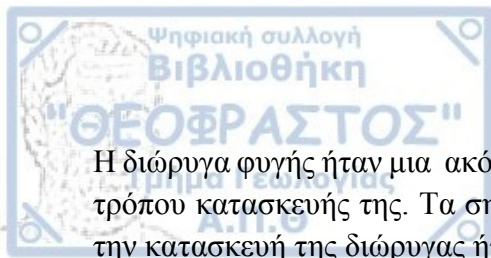 Ψηφιακή συλλογή
Βιβλιοθήκη
"ΘΕΟΦΡΑΣΤΟΣ"
Η διώρυγα φυγής ήταν μια ακό
Τμήμα Γεωλογίας
τρόπου κατασκευής της. Τα ση
Α.Π.Θ
την κατασκευή της διώρυγας ή